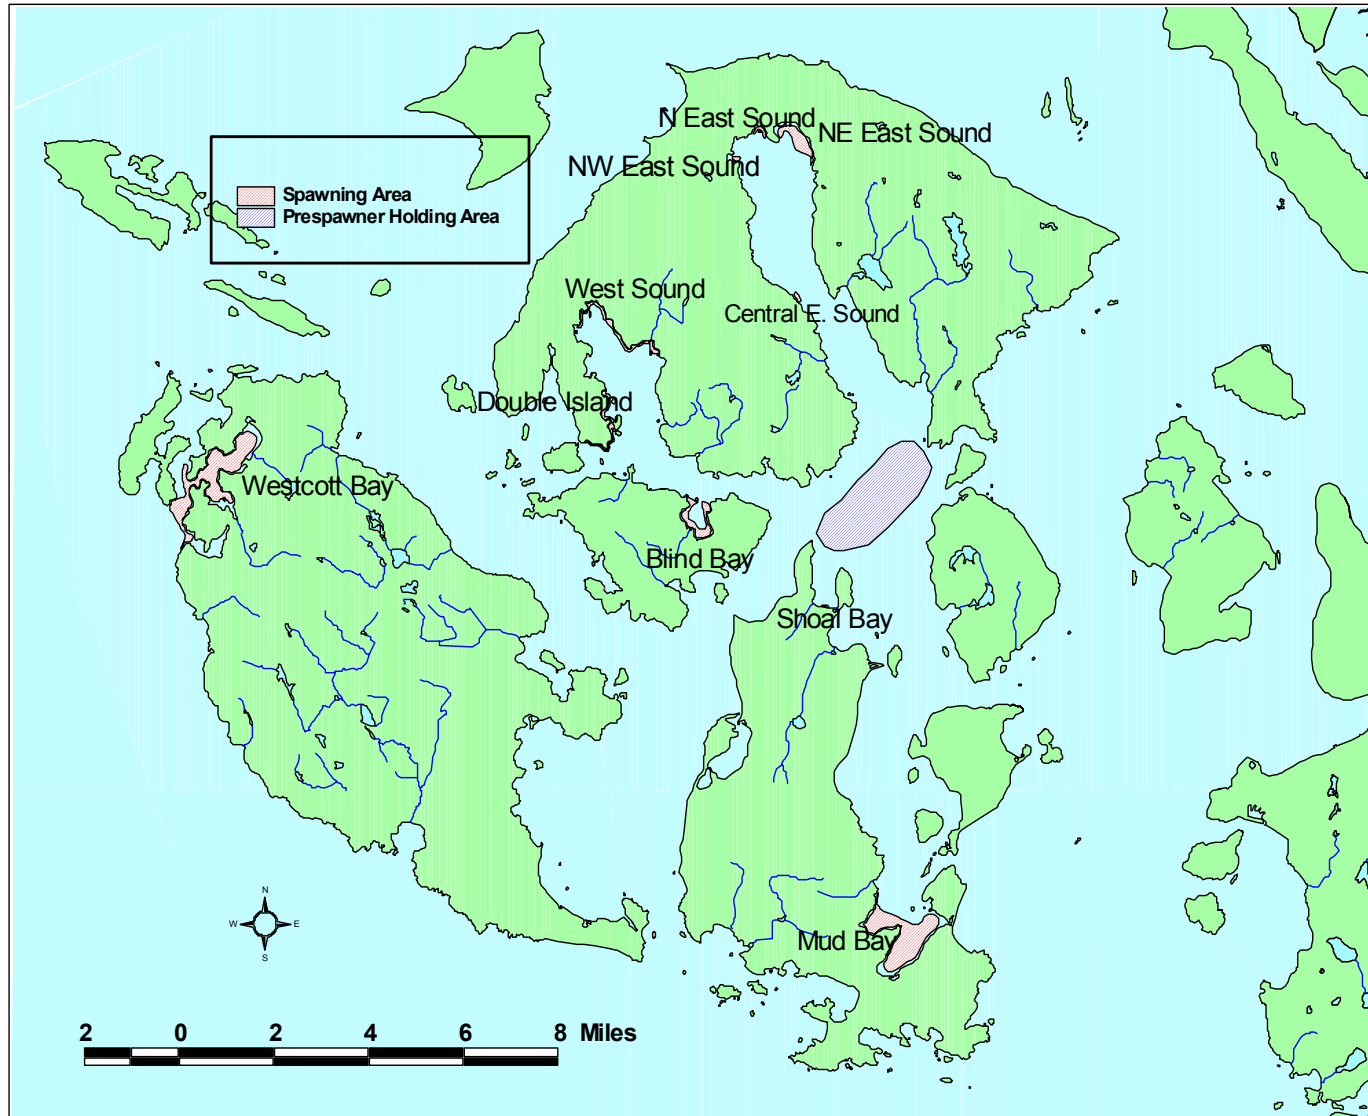 N East Sound
NE East Sound
NW East Sound
Spawning Area
Prespawner Holding Area
West Sound
Central E. Sound
Double Island
Westcott Bay
Blind Bay
Shoal Bay
N
W E
S
Mud Bay
2 0 2 4 6 8 Miles